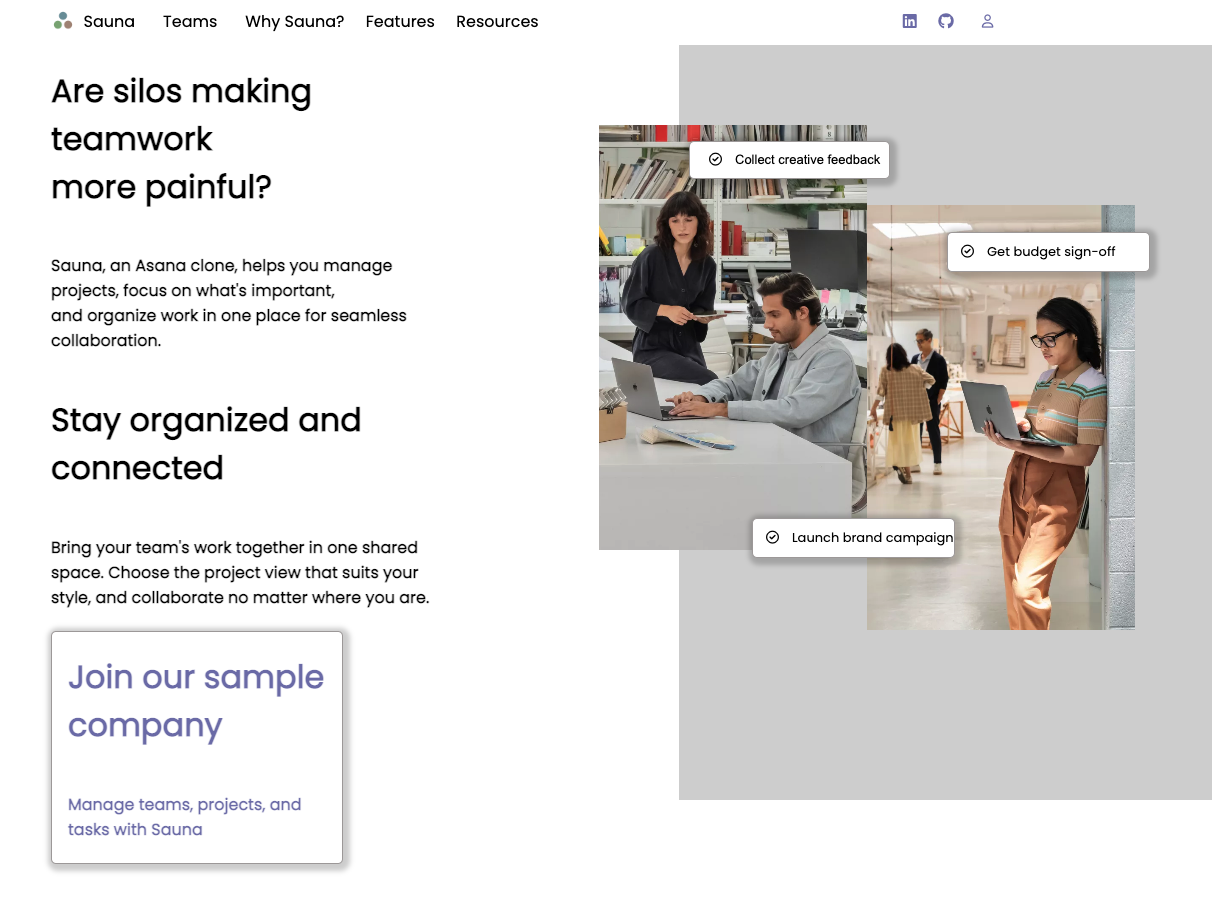 Sauna Teams Why Sauna? Features Resources
Are silos making
teamwork
more painful?
Sauna, an Asana clone, helps you manage
projects, focus on what's important,
and organize work in one place for seamless
collaboration.
Stay organized and
connected
Bring your team's work together in one shared
space. Choose the project view that suits your
style, and collaborate no matter where you are.
Join our sample
company
Manage teams, projects, and
tasks with Sauna
Collect creative feedback
Get budget sign-off
Launch brand campaign